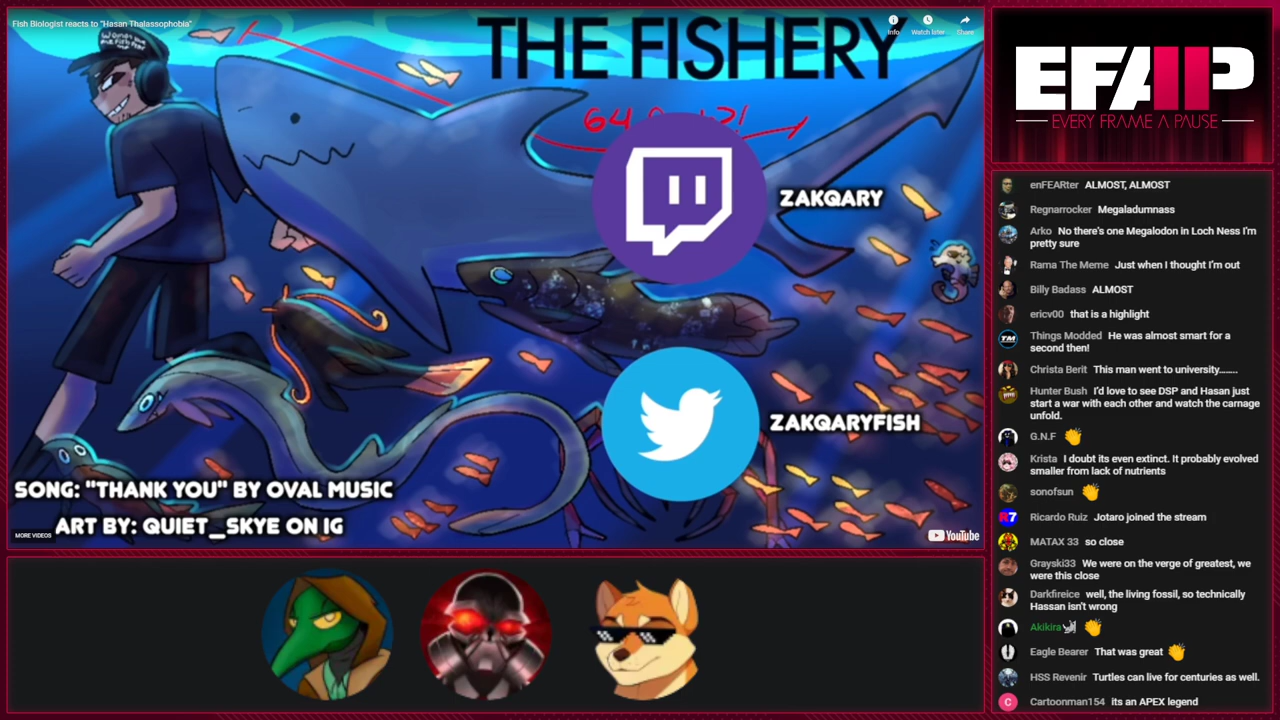 Fish Biologist reacts to "Hasan Thalassophobia"
Info
Watch later
Share
THE FISHERY
ZAKQARY
ZAKQARYFISH
SONG: "THANK YOU" BY OVAL MUSIC
ART BY: QUIET_SKYE ON IG
MORE VIDEOS
YouTube
EFAP
EVERY FRAME A PAUSE
enFEARter ALMOST, ALMOST
Regnarrocker Megaladumnass
Arko No there's one Megalodon in Loch Ness I'm
pretty sure
Rama The Meme Just when I thought I'm out
Billy Badass ALMOST
ericv00 that is a highlight
TM
Things Modded He was almost smart for a
second then!
Christa Berit This man went to university........
Hunter Bush I'd love to see DSP and Hasan just
start a war with each other and watch the carnage
unfold.
G.N.F 👏
Krista I doubt its even extinct. It probably evolved
smaller from lack of nutrients
sonofsun 👏
R7
Ricardo Ruiz Jotaro joined the stream
MATAX 33 so close
Grayski33 We were on the verge of greatest, we
were this close
Darkfireice well, the living fossil, so technically
Hassan isn't wrong
Akikira 👏
Eagle Bearer That was great 👏
HSS Revenir Turtles can live for centuries as well.
C
Cartoonman154 its an APEX legend